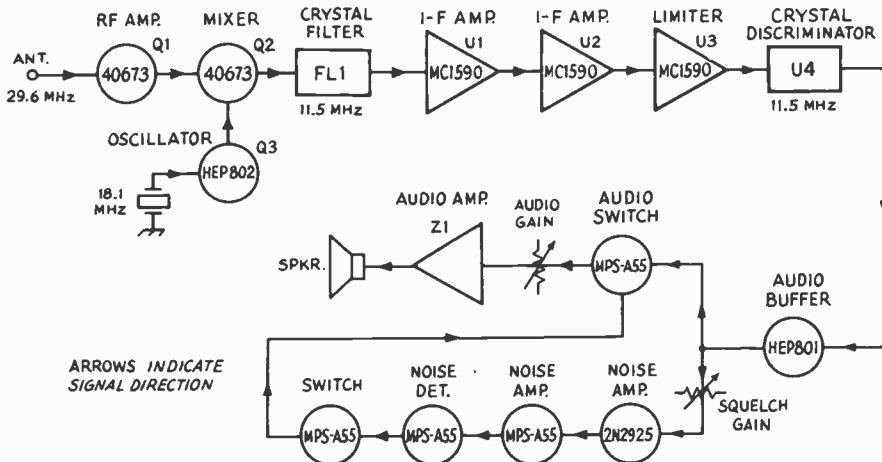 RF AMP.
MIXER
CRYSTAL
FILTER
I-F AMP.
I-F AMP.
LIMITER
CRYSTAL
DISCRIMINATOR
Q1
Q2
U1
U2
U3
ANT.
40673
40673
FL1
MC1590
MC1590
MC1590
U4
29.6 MHz
11.5 MHz
11.5 MHz
OSCILLATOR
Q3
HEP802
18.1
MHz
AUDIO AMP.
Z1
AUDIO
GAIN
AUDIO
SWITCH
SPKR.
MPS-A55
AUDIO
BUFFER
HEP801
ARROWS INDICATE
SIGNAL DIRECTION
SWITCH
NOISE
DET.
NOISE
AMP.
NOISE
AMP.
SQUELCH
GAIN
MPS-A55
MPS-A55
MPS-A55
2N2925